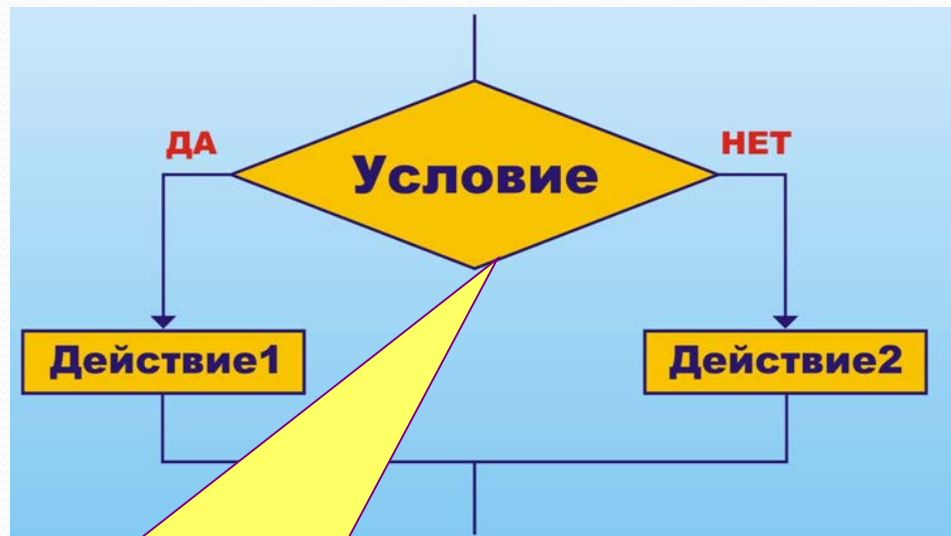 Условие
ДА
НЕТ
Действие1
Действие2